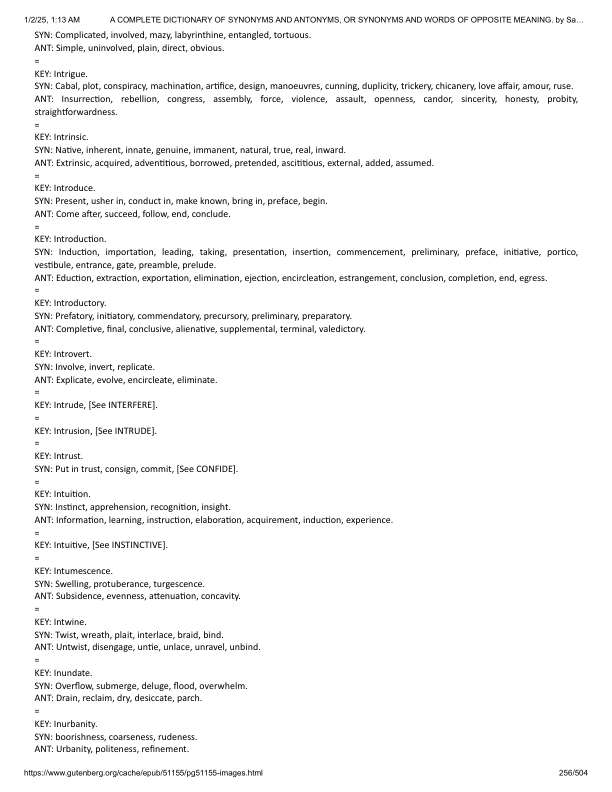 1/2/25, 1:13 AM A COMPLETE DICTIONARY OF SYNONYMS AND ANTONYMS, OR SYNONYMS AND WORDS OF OPPOSITE MEANING. by Sa…
SYN: Complicated, involved, mazy, labyrinthine, entangled, tortuous.
ANT: Simple, uninvolved, plain, direct, obvious.
=
KEY: Intrigue.
SYN: Cabal, plot, conspiracy, machination, artifice, design, manoeuvres, cunning, duplicity, trickery, chicanery, love affair, amour, ruse.
ANT: Insurrection, rebellion, congress, assembly, force, violence, assault, openness, candor, sincerity, honesty, probity,
straightforwardness.
=
KEY: Intrinsic.
SYN: Native, inherent, innate, genuine, immanent, natural, true, real, inward.
ANT: Extrinsic, acquired, adventitious, borrowed, pretended, ascititious, external, added, assumed.
=
KEY: Introduce.
SYN: Present, usher in, conduct in, make known, bring in, preface, begin.
ANT: Come after, succeed, follow, end, conclude.
=
KEY: Introduction.
SYN: Induction, importation, leading, taking, presentation, insertion, commencement, preliminary, preface, initiative, portico,
vestibule, entrance, gate, preamble, prelude.
ANT: Eduction, extraction, exportation, elimination, ejection, encircleation, estrangement, conclusion, completion, end, egress.
=
KEY: Introductory.
SYN: Prefatory, initiatory, commendatory, precursory, preliminary, preparatory.
ANT: Completive, final, conclusive, alienative, supplemental, terminal, valedictory.
=
KEY: Introvert.
SYN: Involve, invert, replicate.
ANT: Explicate, evolve, encircleate, eliminate.
=
KEY: Intrude, [See INTERFERE].
=
KEY: Intrusion, [See INTRUDE].
=
KEY: Intrust.
SYN: Put in trust, consign, commit, [See CONFIDE].
=
KEY: Intuition.
SYN: Instinct, apprehension, recognition, insight.
ANT: Information, learning, instruction, elaboration, acquirement, induction, experience.
=
KEY: Intuitive, [See INSTINCTIVE].
=
KEY: Intumescence.
SYN: Swelling, protuberance, turgescence.
ANT: Subsidence, evenness, attenuation, concavity.
=
KEY: Intwine.
SYN: Twist, wreath, plait, interlace, braid, bind.
ANT: Untwist, disengage, untie, unlace, unravel, unbind.
=
KEY: Inundate.
SYN: Overflow, submerge, deluge, flood, overwhelm.
ANT: Drain, reclaim, dry, desiccate, parch.
=
KEY: Inurbanity.
SYN: boorishness, coarseness, rudeness.
ANT: Urbanity, politeness, refinement.
https://www.gutenberg.org/cache/epub/51155/pg51155-images.html 256/504